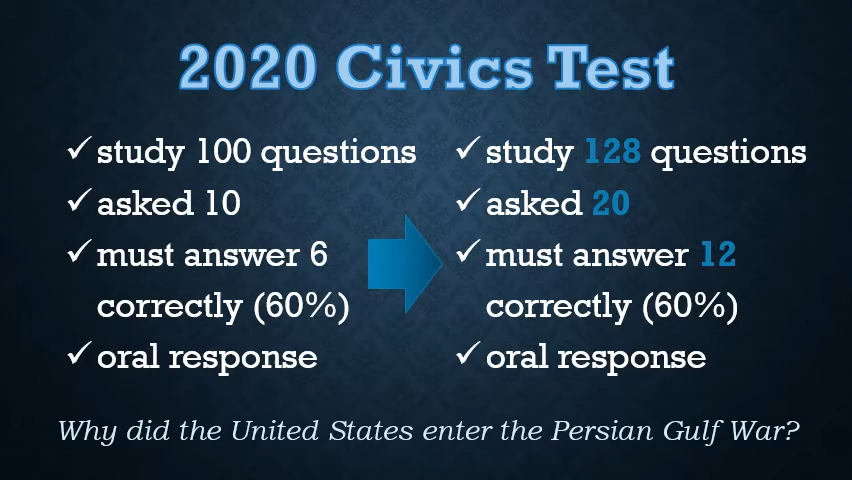 2020 Civics Test
✓ study 100 questions
✓ asked 10
✓ must answer 6
correctly (60%)
✓ oral response
✓ study 128 questions
✓ asked 20
✓ must answer 12
correctly (60%)
✓ oral response
Why did the United States enter the Persian Gulf War?